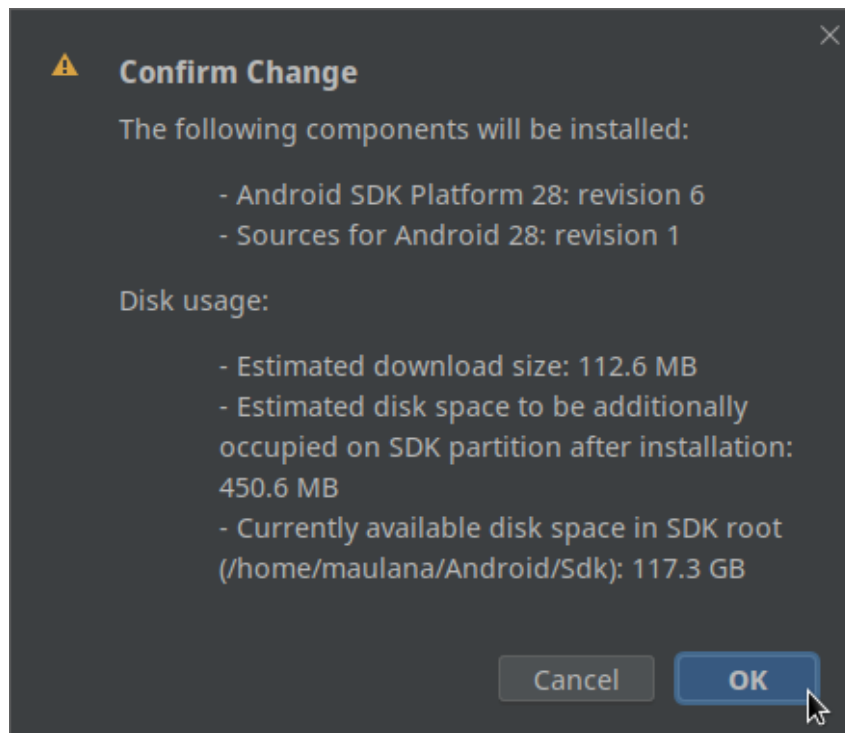 Confirm Change
The following components will be installed:
- Android SDK Platform 28: revision 6
- Sources for Android 28: revision 1
Disk usage:
- Estimated download size: 112.6 MB
- Estimated disk space to be additionally
occupied on SDK partition after installation:
450.6 MB
- Currently available disk space in SDK root
(/home/maulana/Android/Sdk): 117.3 GB
Cancel
OK